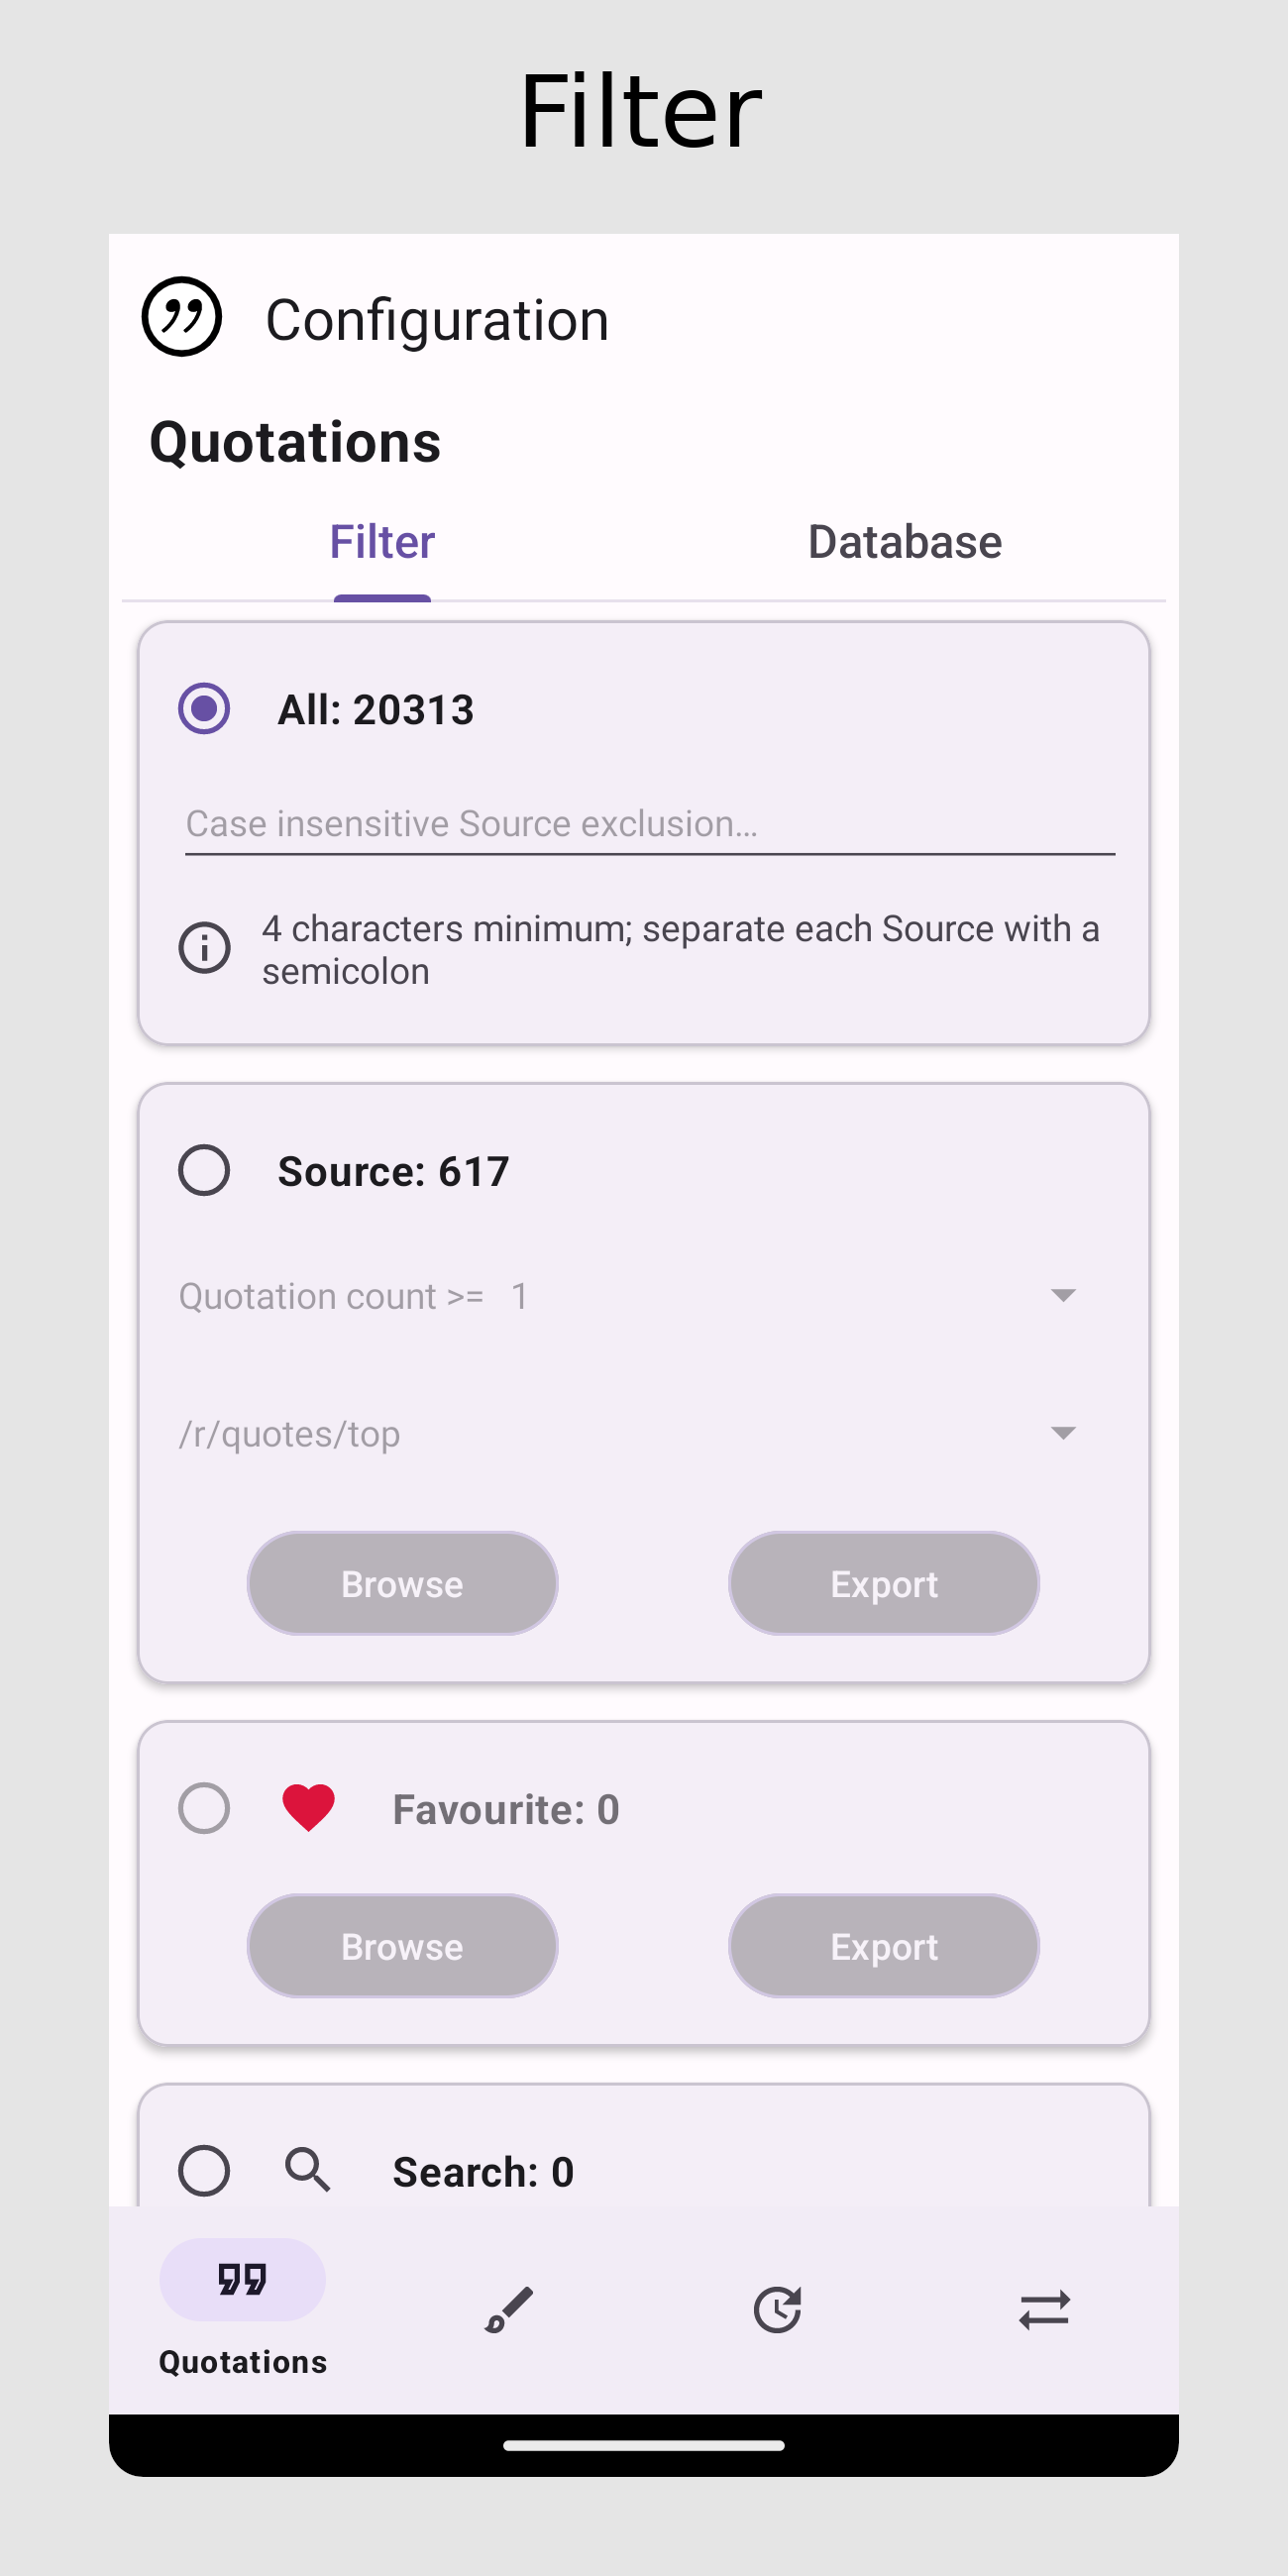 Filter
Configuration
Quotations
Filter
Database
All: 20313
Case insensitive Source exclusion...
4 characters minimum; separate each Source with a
semicolon
Source: 617
Quotation count >= 1
/r/quotes/top
Browse
Export
Favourite: 0
Browse
Export
Search: 0
Quotations